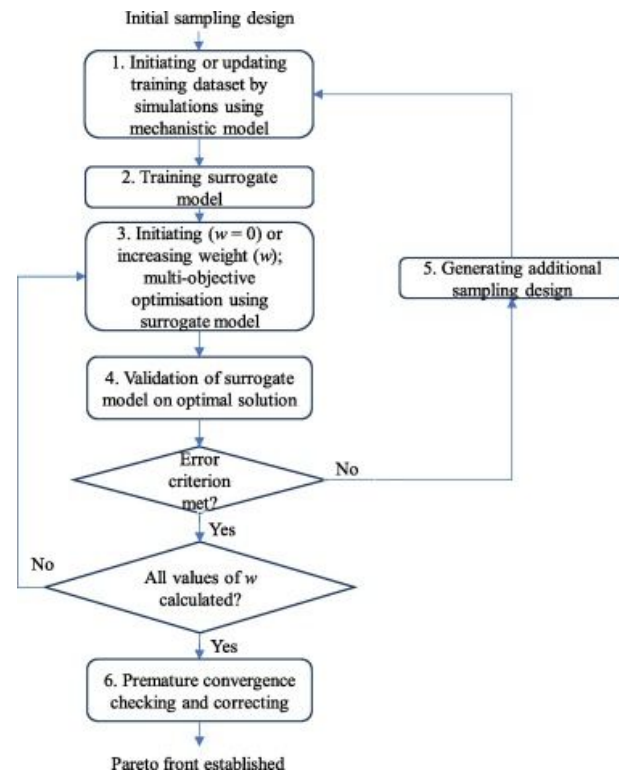 Initial sampling design
1. Initiating or updating
training dataset by
simulations using
mechanistic model
2. Training surrogate
model
3. Initiating (w = 0) or
increasing weight (w);
multi-objective
optimisation using
surrogate model
5. Generating additional
sampling design
4. Validation of surrogate
model on optimal solution
Error
criterion
met?
No
Yes
No
All values of w
calculated?
Yes
6. Premature convergence
checking and correcting
Pareto front established